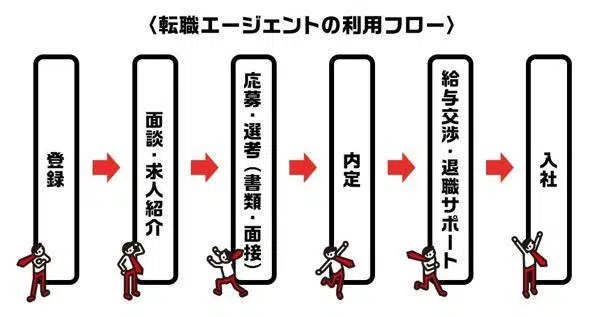 〈転職エージェントの利用フロー〉
登録
面談・求人紹介
応募・選考（書類・面接）
内定
給与交渉・退職サポート
入社